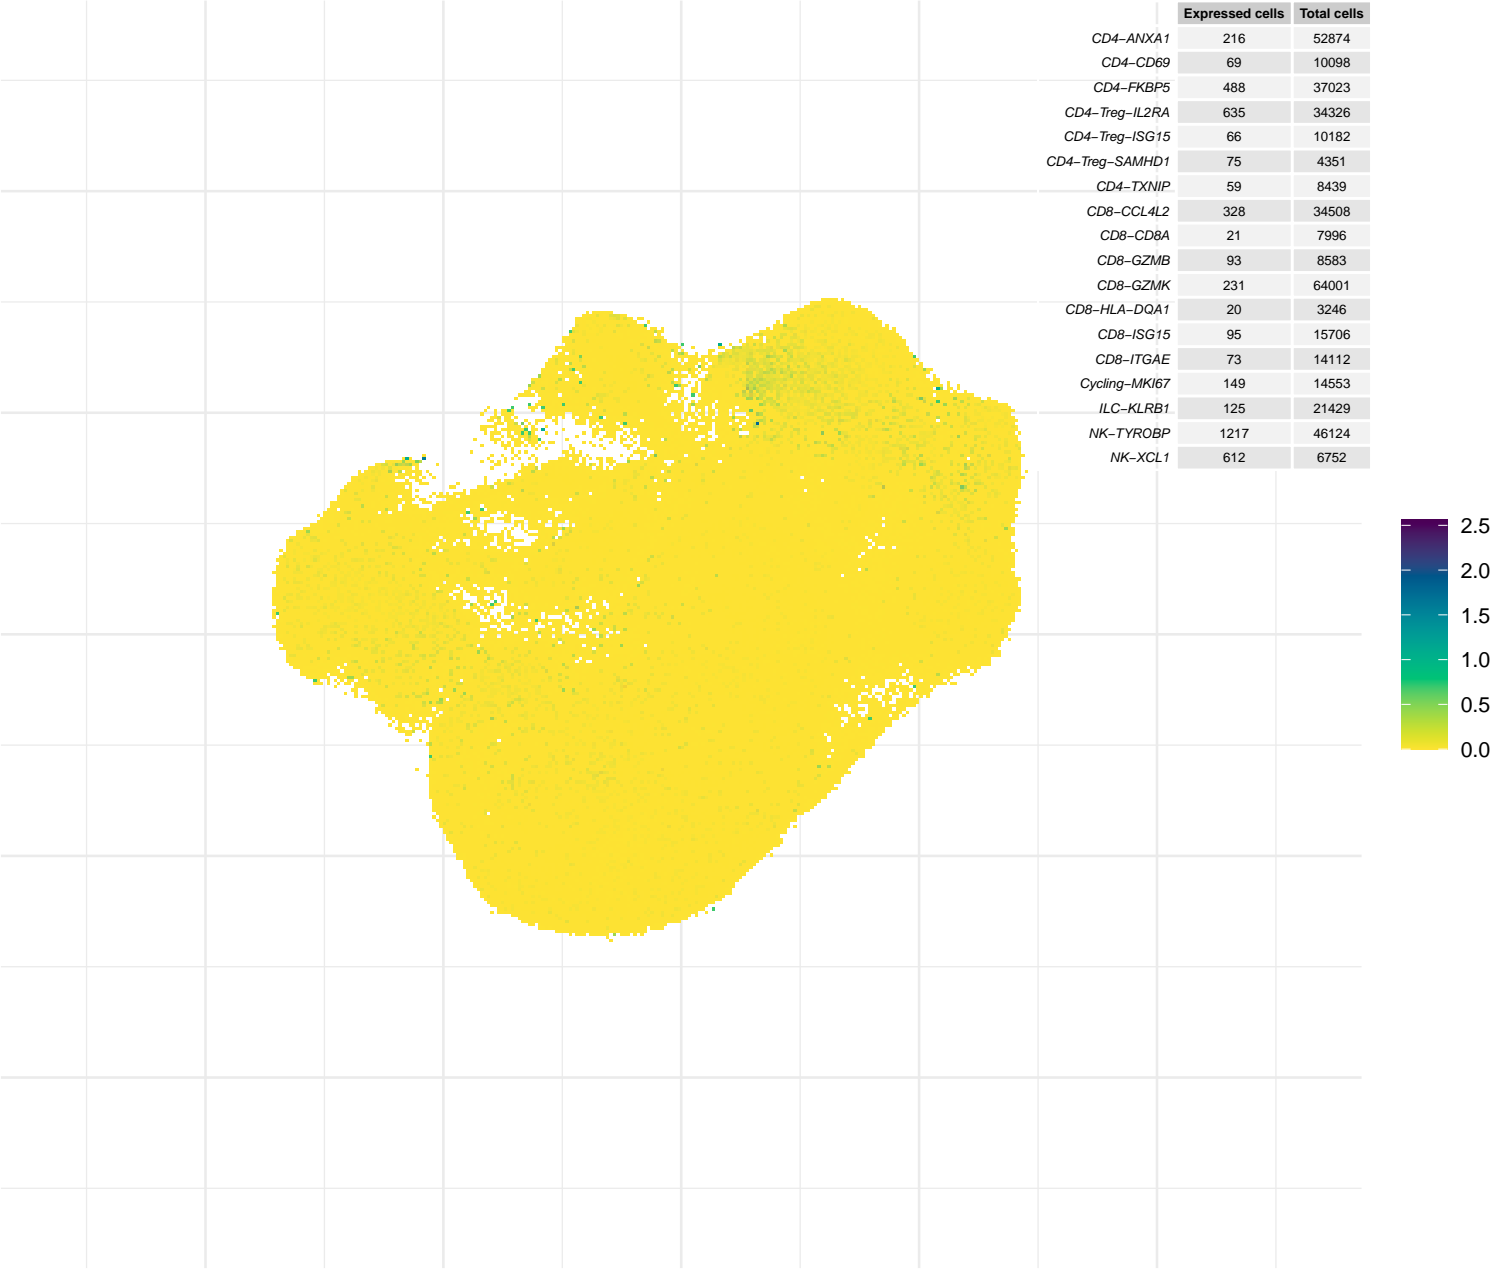 Expressed cells Total cells
CD4−ANXA1 216 52874
CD4−CD69 69 10098
CD4−FKBP5 488 37023
CD4−Treg−IL2RA 635 34326
CD4−Treg−ISG15 66 10182
CD4−Treg−SAMHD1 75 4351
CD4−TXNIP 59 8439
CD8−CCL4L2 328 34508
CD8−CD8A 21 7996
CD8−GZMB 93 8583
CD8−GZMK 231 64001
CD8−HLA−DQA1 20 3246
CD8−ISG15 95 15706
CD8−ITGAE 73 14112
Cycling−MKI67 149 14553
ILC−KLRB1 125 21429
NK−TYROBP 1217 46124
NK−XCL1 612 6752
2.5
2.0
1.5
1.0
0.5
0.0